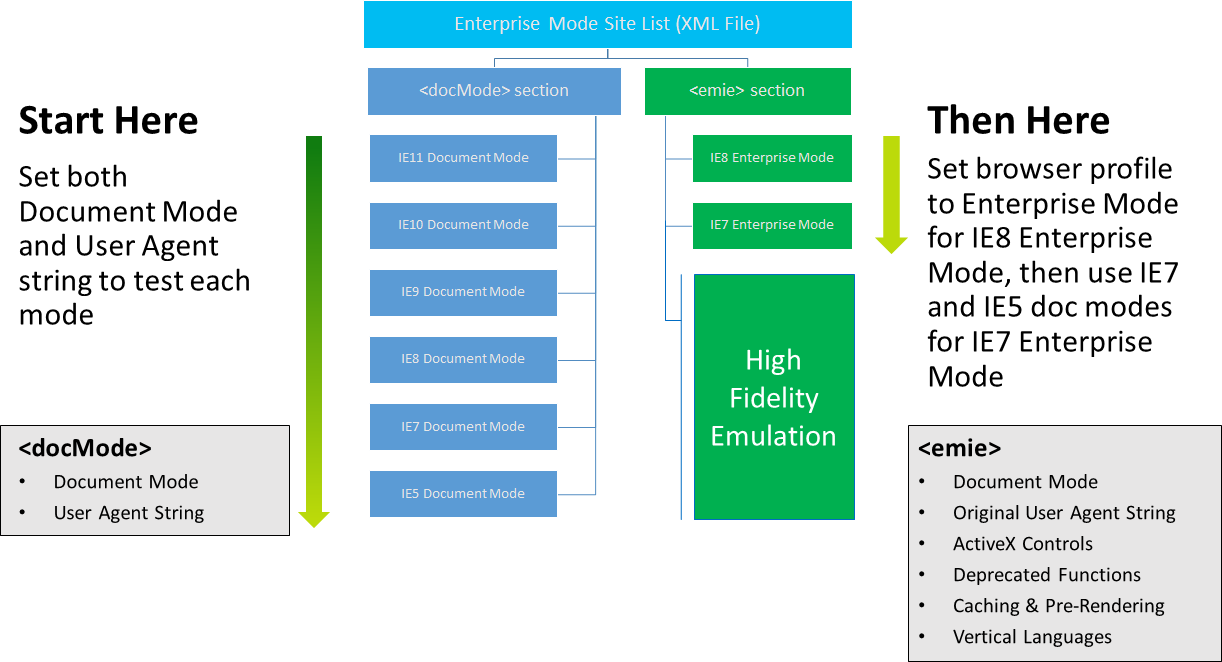 Enterprise Mode Site List (XML File)
<docMode> section
<emie> section
Start Here
Set both
Document Mode
and User Agent
string to test each
mode
IE11 Document Mode
IE10 Document Mode
IE9 Document Mode
IE8 Document Mode
IE7 Document Mode
IE5 Document Mode
IE8 Enterprise Mode
IE7 Enterprise Mode
High
Fidelity
Emulation
Then Here
Set browser profile
to Enterprise Mode
for IE8 Enterprise
Mode, then use IE7
and IE5 doc modes
for IE7 Enterprise
Mode
<docMode>
• Document Mode
• User Agent String
<emie>
• Document Mode
• Original User Agent String
• ActiveX Controls
• Deprecated Functions
• Caching & Pre-Rendering
• Vertical Languages